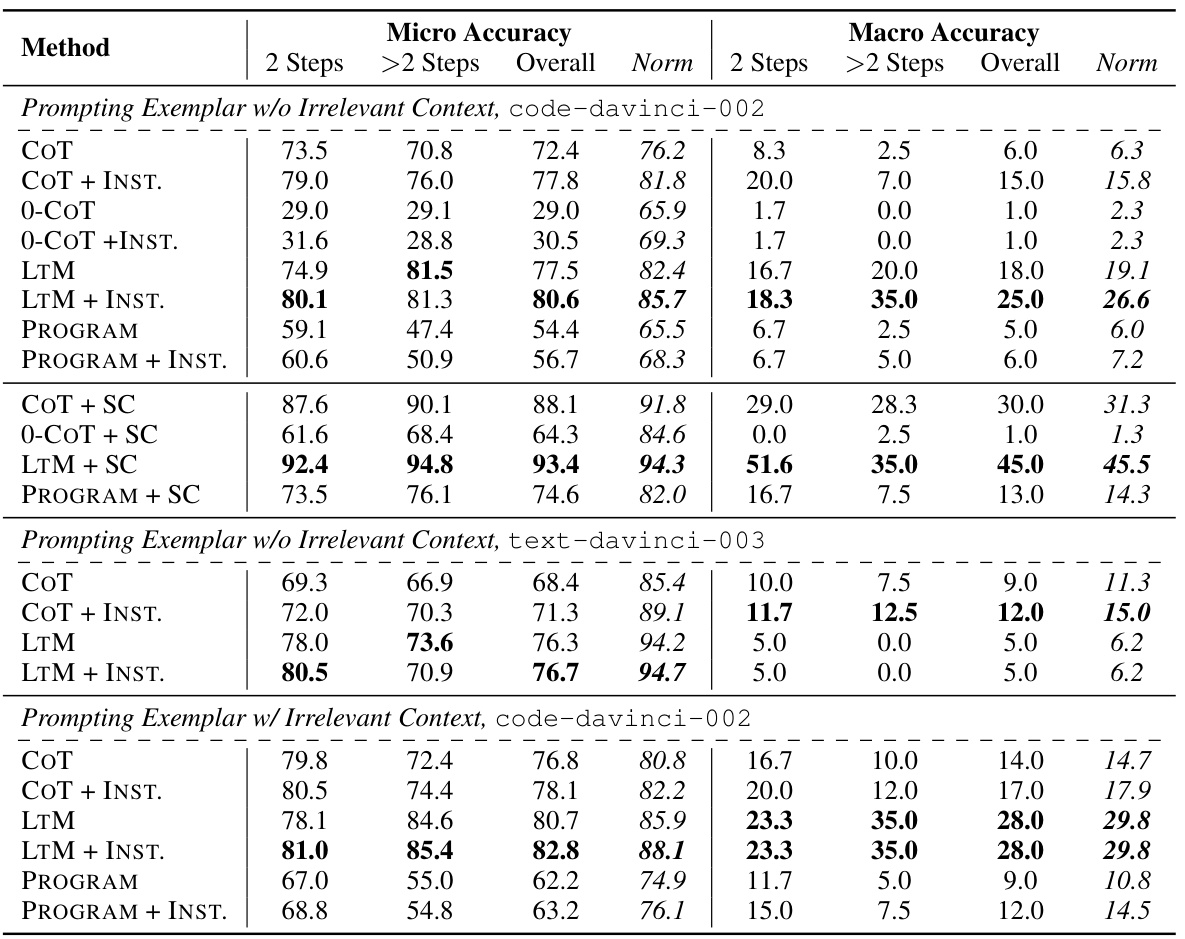 Method Micro Accuracy Macro Accuracy
2 Steps >2 Steps Overall Norm 2 Steps >2 Steps Overall Norm
Prompting Exemplar w/o Irrelevant Context, code-davinci-002
COT 73.5 70.8 72.4 76.2 8.3 2.5 6.0 6.3
COT + INST. 79.0 76.0 77.8 81.8 20.0 7.0 15.0 15.8
0-COT 29.0 29.1 29.0 65.9 1.7 0.0 1.0 2.3
0-COT +INST. 31.6 28.8 30.5 69.3 1.7 0.0 1.0 2.3
LTM 74.9 81.5 77.5 82.4 16.7 20.0 18.0 19.1
LTM + INST. 80.1 81.3 80.6 85.7 18.3 35.0 25.0 26.6
PROGRAM 59.1 47.4 54.4 65.5 6.7 2.5 5.0 6.0
PROGRAM + INST. 60.6 50.9 56.7 68.3 6.7 5.0 6.0 7.2
COT + SC 87.6 90.1 88.1 91.8 29.0 28.3 30.0 31.3
0-COT + SC 61.6 68.4 64.3 84.6 0.0 2.5 1.0 1.3
LTM + SC 92.4 94.8 93.4 94.3 51.6 35.0 45.0 45.5
PROGRAM + SC 73.5 76.1 74.6 82.0 16.7 7.5 13.0 14.3
Prompting Exemplar w/o Irrelevant Context, text-davinci-003
COT 69.3 66.9 68.4 85.4 10.0 7.5 9.0 11.3
COT + INST. 72.0 70.3 71.3 89.1 11.7 12.5 12.0 15.0
LTM 78.0 73.6 76.3 94.2 5.0 0.0 5.0 6.2
LTM + INST. 80.5 70.9 76.7 94.7 5.0 0.0 5.0 6.2
Prompting Exemplar w/ Irrelevant Context, code-davinci-002
COT 79.8 72.4 76.8 80.8 16.7 10.0 14.0 14.7
COT + INST. 80.5 74.4 78.1 82.2 20.0 12.0 17.0 17.9
LTM 78.1 84.6 80.7 85.9 23.3 35.0 28.0 29.8
LTM + INST. 81.0 85.4 82.8 88.1 23.3 35.0 28.0 29.8
PROGRAM 67.0 55.0 62.2 74.9 11.7 5.0 9.0 10.8
PROGRAM + INST. 68.8 54.8 63.2 76.1 15.0 7.5 12.0 14.5